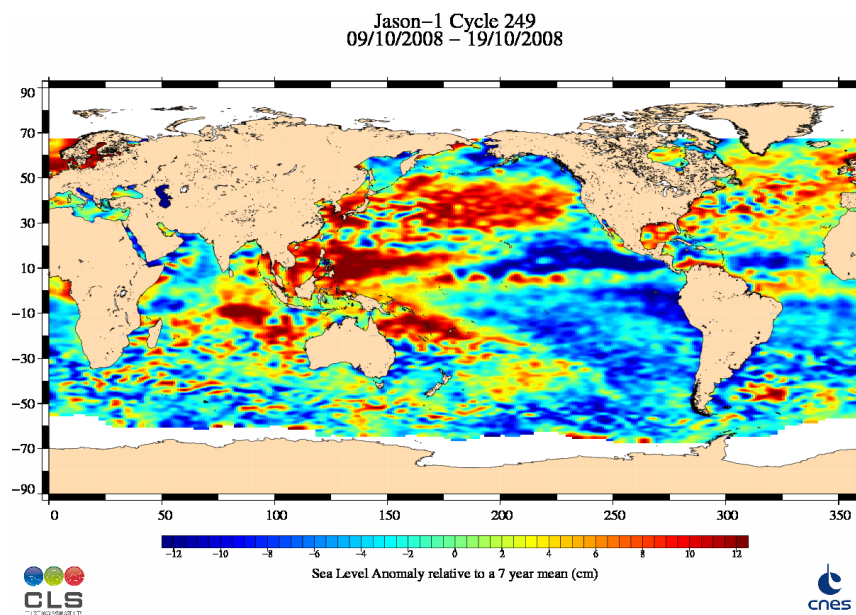 Jason-1 Cycle 249
09/10/2008 - 19/10/2008
90
70
50
30
10
-10
-30
-50
-70
-90
0 50 100 150 200 250 300 350
-12 -10 -8 -6 -4 -2 0 2 4 6 8 10 12
Sea Level Anomaly relative to a 7 year mean (cm)
CLS
cnes